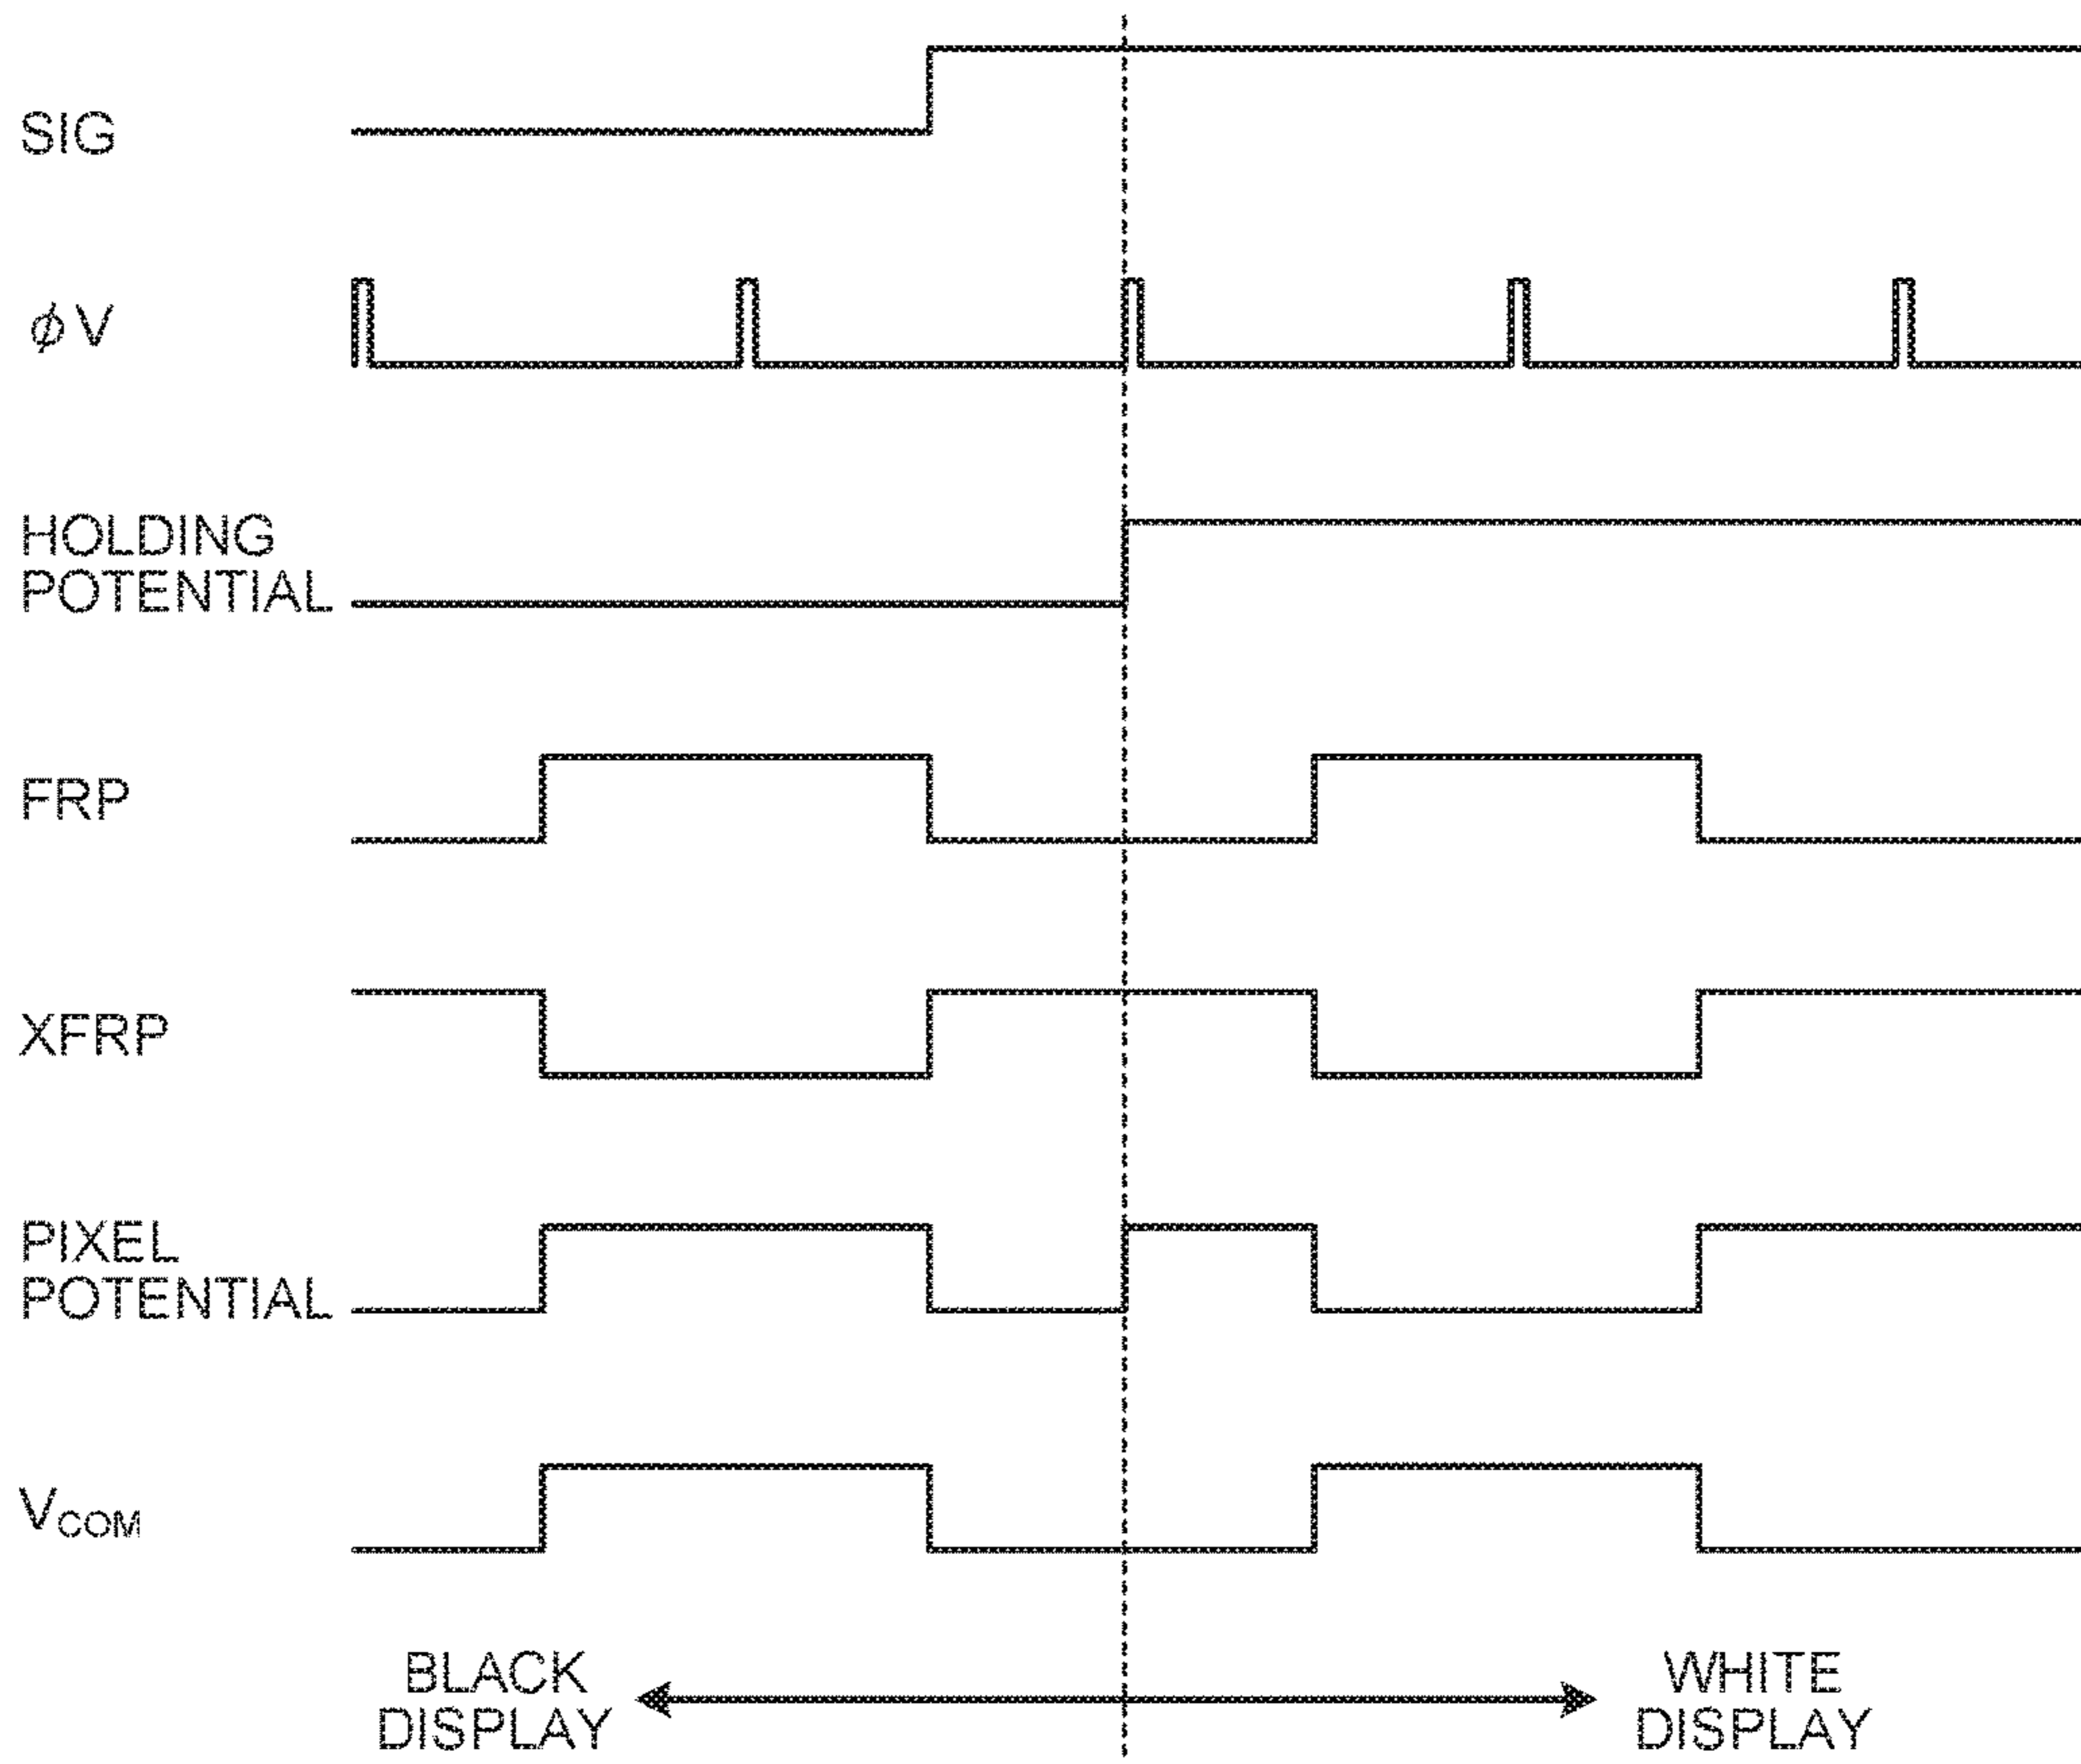 SIG
ϕV
HOLDING
POTENTIAL
FRP
XFRP
PIXEL
POTENTIAL
VCOM
BLACK
DISPLAY
WHITE
DISPLAY